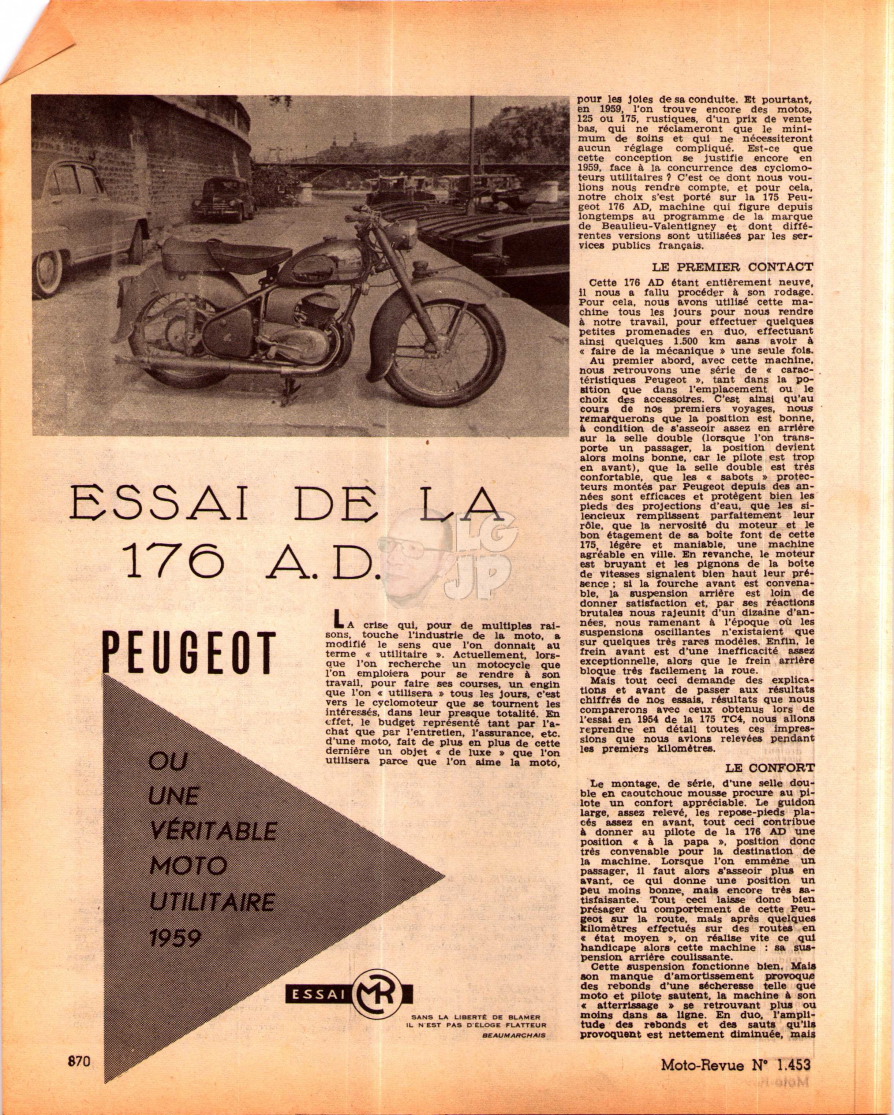 ESSAI DE LA
176 A.D.
PEUGEOT
OU
UNE
VÉRITABLE
MOTO
UTILITAIRE
1959
LA crise qui, pour de multiples rai-
sons, touche l'industrie de la moto, a
modifié le sens que l'on donnait au
terme « utilitaire ». Actuellement, lors-
que l'on recherche un motocycle que
l'on emploiera pour se rendre à son
travail, pour faire ses courses, un engin
que l'on « utilisera » tous les jours, c'est
vers le cyclomoteur que se tournent les
intéressés, dans leur presque totalité. En
effet, le budget représenté tant par l'a-
chat que par l'entretien, l'assurance, etc.
d'une moto, fait de plus en plus de cette
dernière un objet « de luxe » que l'on
utilisera parce que l'on aime la moto,
pour les joies de sa conduite. Et pourtant,
en 1959, l'on trouve encore des motos,
125 ou 175, rustiques, d'un prix de vente
bas, qui ne réclameront que le mini-
mum de soins et qui ne nécessiteront
aucun réglage compliqué. Est-ce que
cette conception se justifie encore en
1959, face à la concurrence des cyclomo-
teurs utilitaires ? C'est ce dont nous vou-
lions nous rendre compte, et pour cela,
notre choix s'est porté sur la 175 Peu-
geot 176 AD, machine qui figure depuis
longtemps au programme de la marque
de Beaulieu-Valentigney et dont diffé-
rentes versions sont utilisées par les ser-
vices publics français.
LE PREMIER CONTACT
Cette 176 AD étant entièrement neuve,
il nous a fallu procéder à son rodage.
Pour cela, nous avons utilisé cette ma-
chine tous les jours pour nous rendre
à notre travail, pour effectuer quelques
petites promenades en duo, effectuant
ainsi quelques 1.500 km sans avoir à
« faire de la mécanique » une seule fois.
Au premier abord, avec cette machine,
nous retrouvons une série de « carac-
téristiques Peugeot », tant dans la po-
sition que dans l'emplacement ou le
choix des accessoires. C'est ainsi qu'au
cours de nos premiers voyages, nous
remarquerons que la position est bonne,
à condition de s'asseoir assez en arrière
sur la selle double (lorsque l'on trans-
porte un passager, la position devient
alors moins bonne, car le pilote est trop
en avant), que la selle double est très
confortable, que les « sabots » protec-
teurs montés par Peugeot depuis des an-
nées sont efficaces et protègent bien les
pieds des projections d'eau, que les si-
lencieux remplissent parfaitement leur
rôle, que la nervosité du moteur et le
bon étagement de sa boîte font de cette
175, légère et maniable, une machine
agréable en ville. En revanche, le moteur
est bruyant et les pignons de la boîte
de vitesses signalent bien haut leur pré-
sence ; si la fourche avant est convena-
ble, la suspension arrière est loin de
donner satisfaction et, par ses réactions
brutales nous rajeunit d'un dizaine d'an-
nées, nous ramenant à l'époque où les
suspensions oscillantes n'existaient que
sur quelques très rares modèles. Enfin, le
frein avant est d'une inefficacité assez
exceptionnelle, alors que le frein arrière
bloque très facilement la roue.
Mais tout ceci demande des explica-
tions et avant de passer aux résultats
chiffrés de nos essais, résultats que nous
comparerons avec ceux obtenus lors de
l'essai en 1954 de la 175 TC4, nous allons
reprendre en détail toutes ces impres-
sions que nous avions relevées pendant
les premiers kilomètres.
LE CONFORT
Le montage, de série, d'une selle dou-
ble en caoutchouc mousse procure au pi-
lote un confort appréciable. Le guidon
large, assez relevé, les repose-pieds pla-
cés assez en avant, tout ceci contribue
à donner au pilote de la 176 AD une
position « à la papa », position donc
très convenable pour la destination de
la machine. Lorsque l'on emmène un
passager, il faut alors s'asseoir plus en
avant, ce qui donne une position un
peu moins bonne, mais encore très sa-
tisfaisante. Tout ceci laisse donc bien
présager du comportement de cette Peu-
geot sur la route, mais après quelques
kilomètres effectués sur des routes en
« état moyen », on réalise vite ce qui
handicape alors cette machine : sa sus-
pension arrière coulissante.
Cette suspension fonctionne bien. Mais
son manque d'amortissement provoque
des rebonds d'une sécheresse telle que
moto et pilote sautent, la machine à son
« atterrissage » se retrouvant plus ou
moins dans sa ligne. En duo, l'ampli-
tude des rebonds et des sauts qu'ils
provoquent est nettement diminuée, mais
ESSAI MR
SANS LA LIBERTÉ DE BLAMER
IL N'EST PAS D'ÉLOGE FLATTEUR
BEAUMARCHAIS
870
Moto-Revue N° 1.453
LG
JP